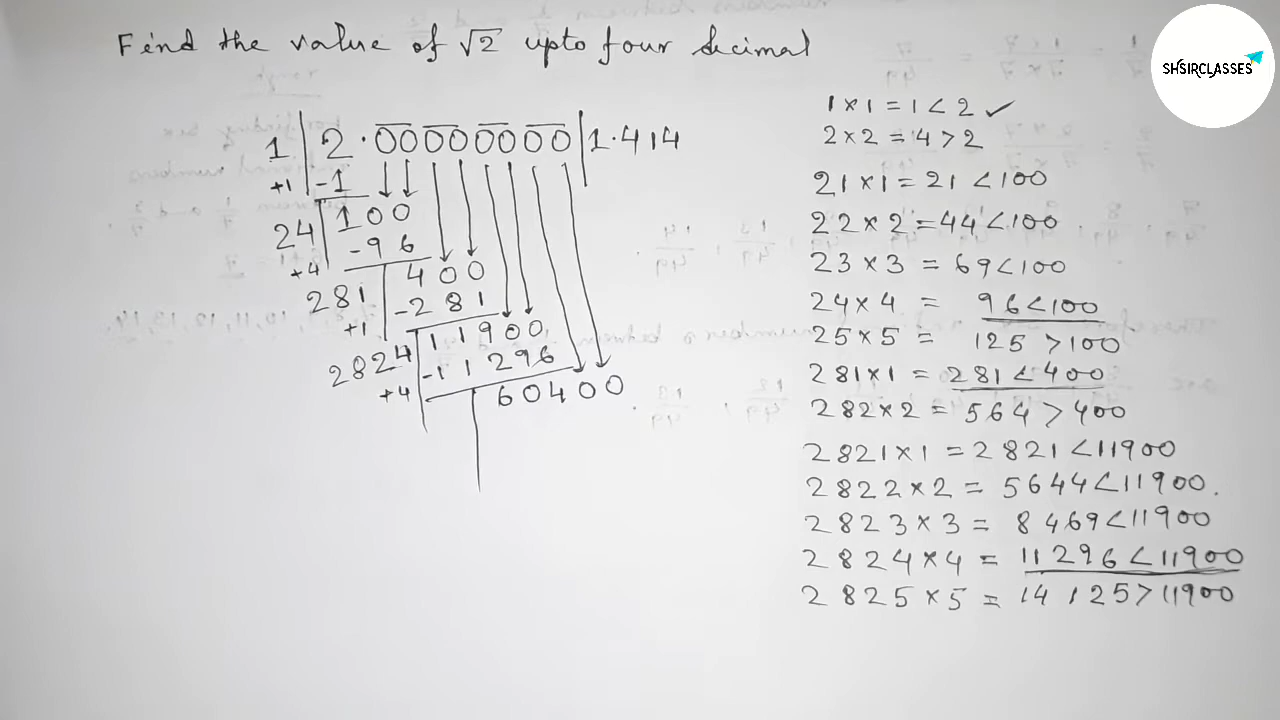 Find the value of √2 upto four decimal
SHSIRCLASSES
1 | 2.00000000 | 1.414
+1 | -1
24 | 100
+4 | -96
281 | 400
+1 | -281
2824 | 11900
+4 | -11296
60400
1×1=1<2 ✓
2×2=4>2
21×1=21<100
22×2=44<100
23×3=69<100
24×4= 96<100
25×5= 125>100
281×1=281<400
282×2=564>400
2821×1=2821<11900
2822×2=5644<11900.
2823×3=8469<11900
2824×4=11296<11900
2825×5=14125>11900